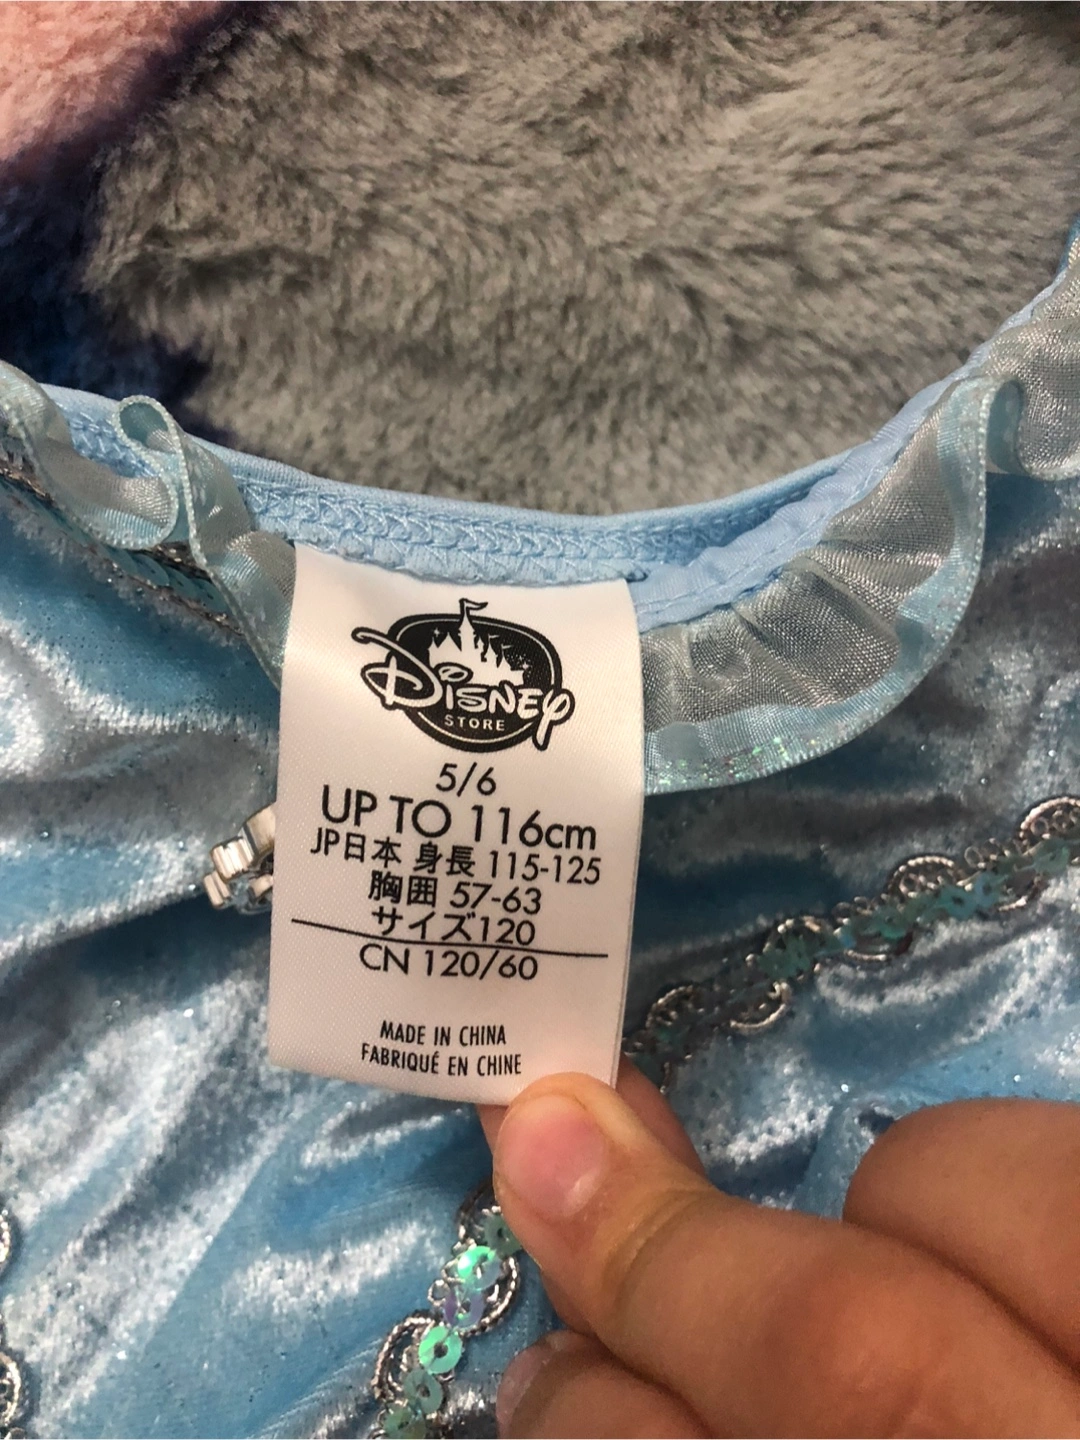 Disney
STORE
5/6
UP TO 116cm
JP日本 身長 115-125
胸囲 57-63
サイズ120
CN 120/60
MADE IN CHINA
FABRIQUÉ EN CHINE